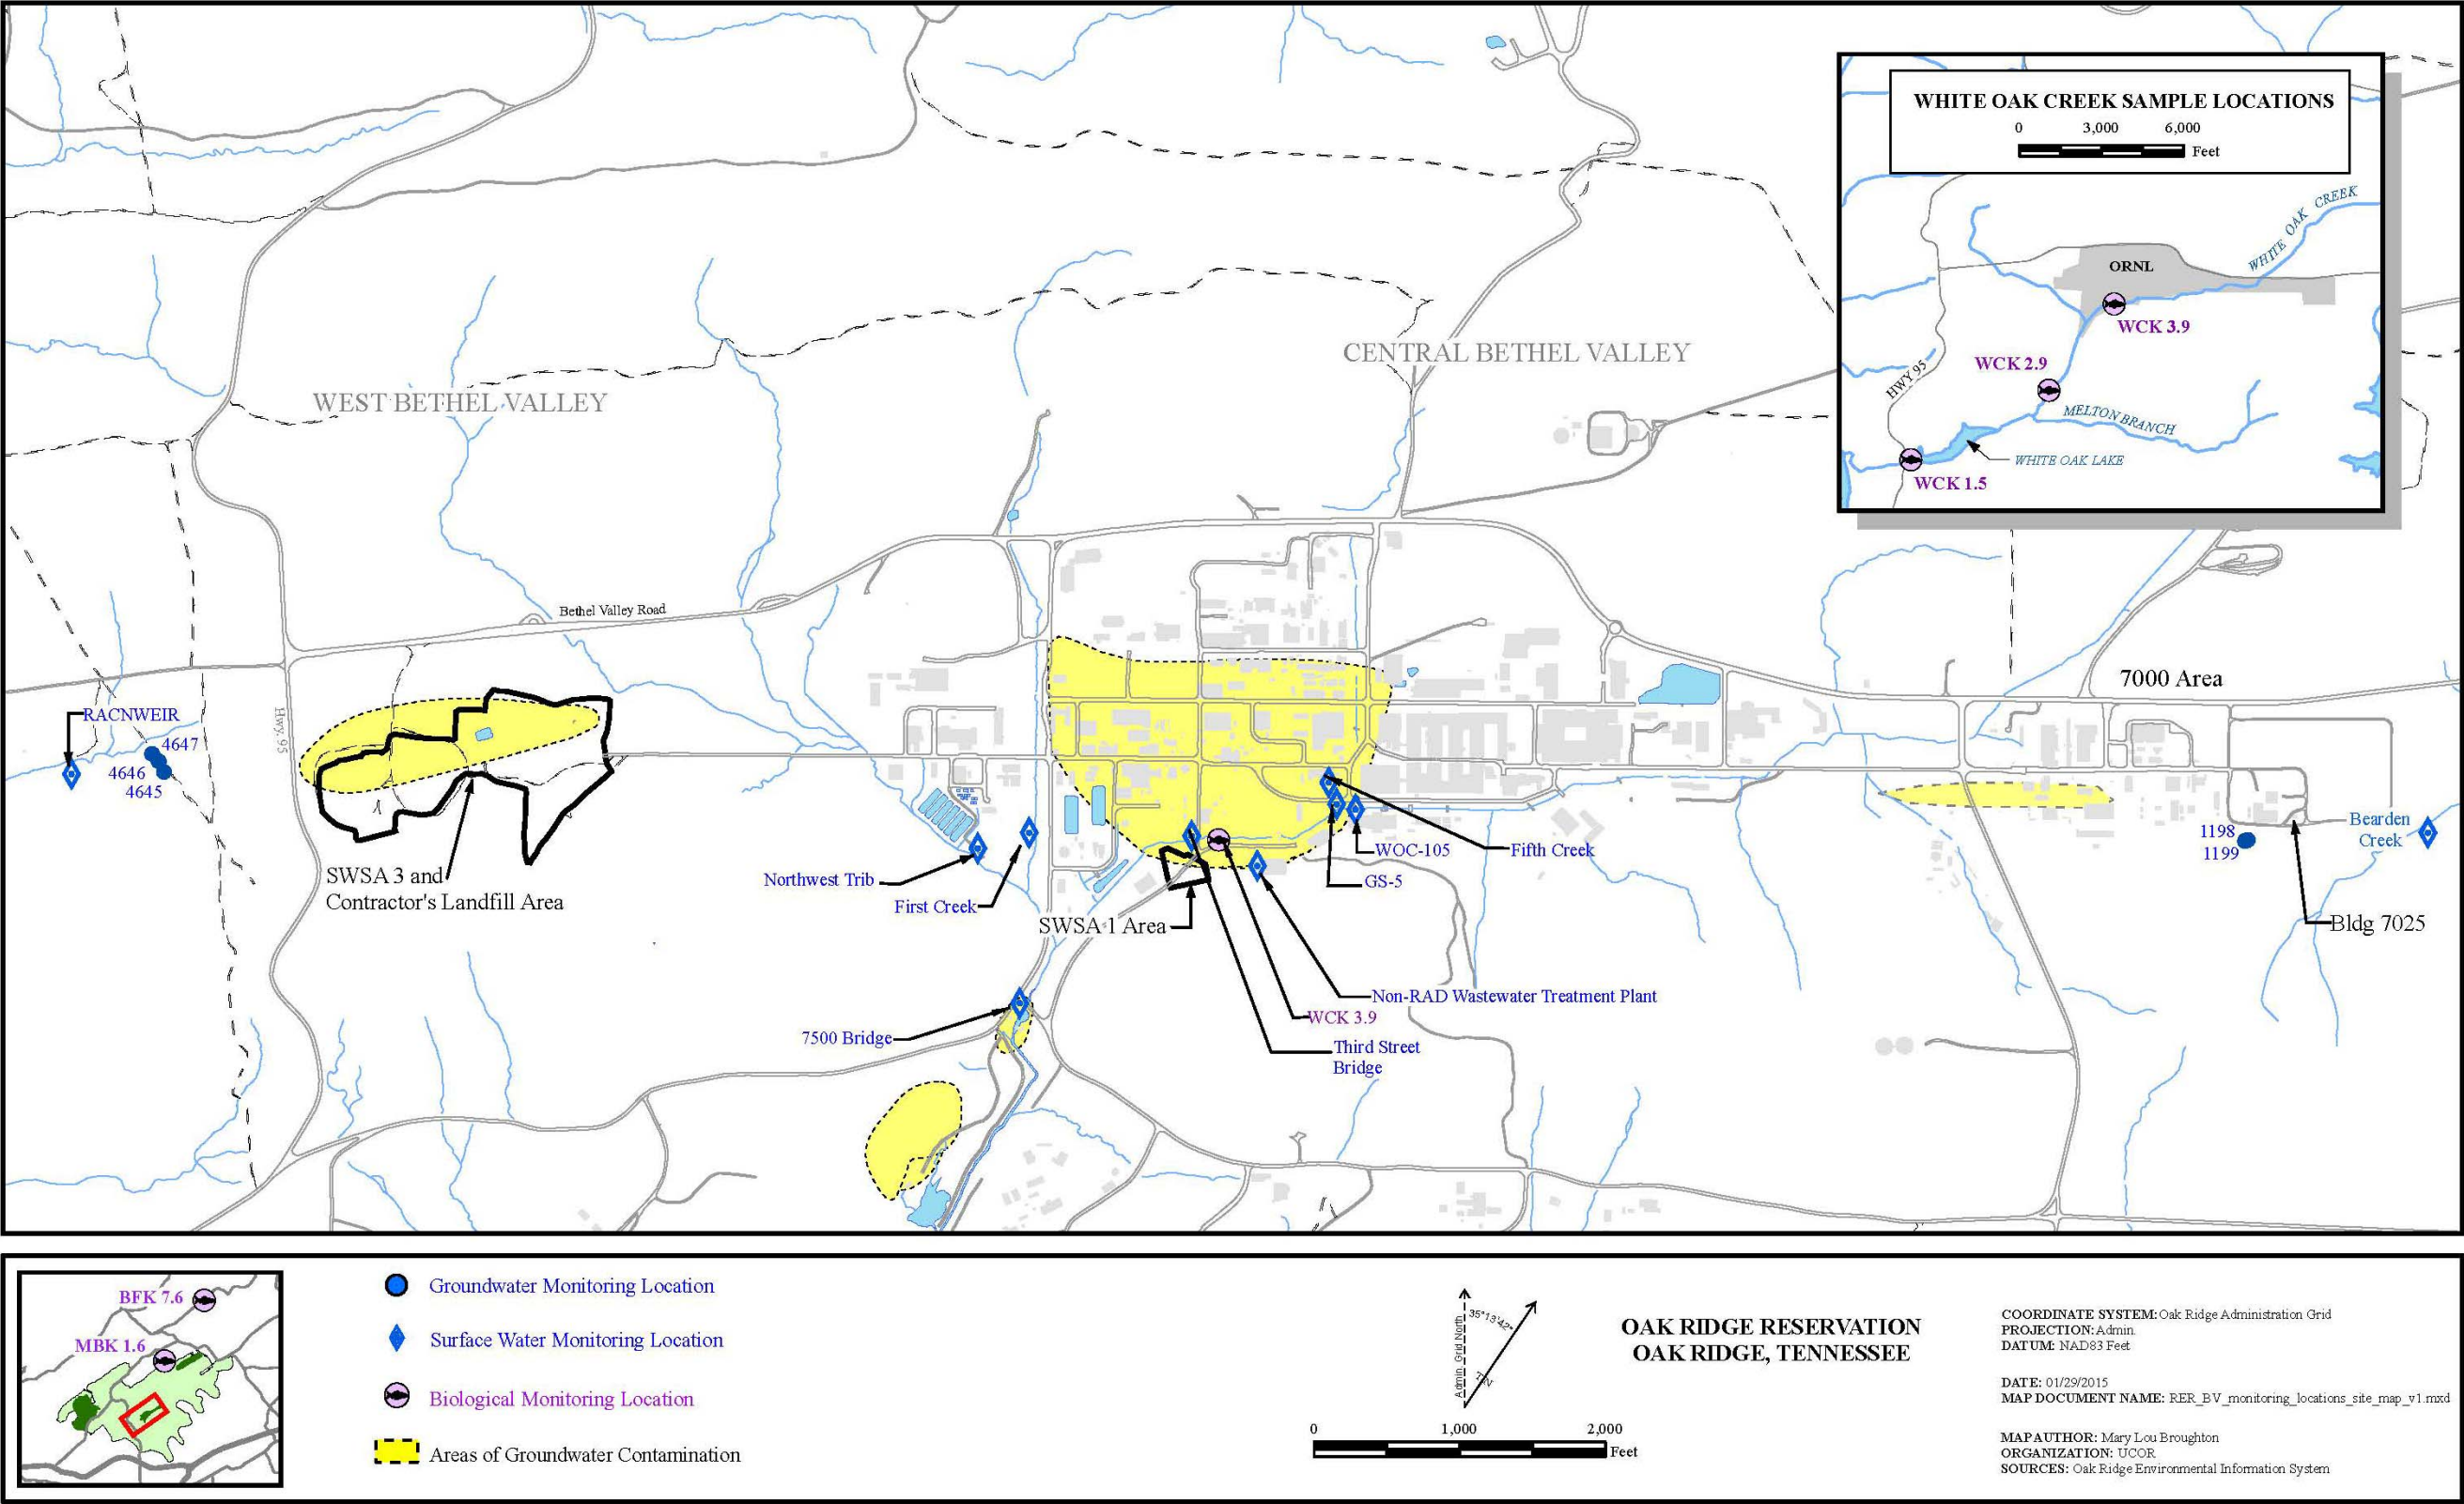 WHITE OAK CREEK SAMPLE LOCATIONS
0 3,000 6,000
Feet
WHITE OAK CREEK
ORNL
WCK 3.9
WCK 2.9
HWY 95
MELTON BRANCH
WHITE OAK LAKE
WCK 1.5
CENTRAL BETHEL VALLEY
WEST BETHEL VALLEY
Bethel Valley Road
7000 Area
RACNWEIR
Hwy. 95
4647
4646
4645
SWSA 3 and
Contractor's Landfill Area
Northwest Trib
First Creek
SWSA 1 Area
WOC-105
Fifth Creek
GS-5
1198
1199
Bearden
Creek
Bldg 7025
Non-RAD Wastewater Treatment Plant
WCK 3.9
7500 Bridge
Third Street
Bridge
BFK 7.6
MBK 1.6
Groundwater Monitoring Location
Surface Water Monitoring Location
Biological Monitoring Location
Areas of Groundwater Contamination
Admin. Grid North
35°13'42"
TN
0 1,000 2,000
Feet
OAK RIDGE RESERVATION
OAK RIDGE, TENNESSEE
COORDINATE SYSTEM: Oak Ridge Administration Grid
PROJECTION: Admin.
DATUM: NAD83 Feet
DATE: 01/29/2015
MAP DOCUMENT NAME: RER_BV_monitoring_locations_site_map_v1.mxd
MAP AUTHOR: Mary Lou Broughton
ORGANIZATION: UCOR
SOURCES: Oak Ridge Environmental Information System